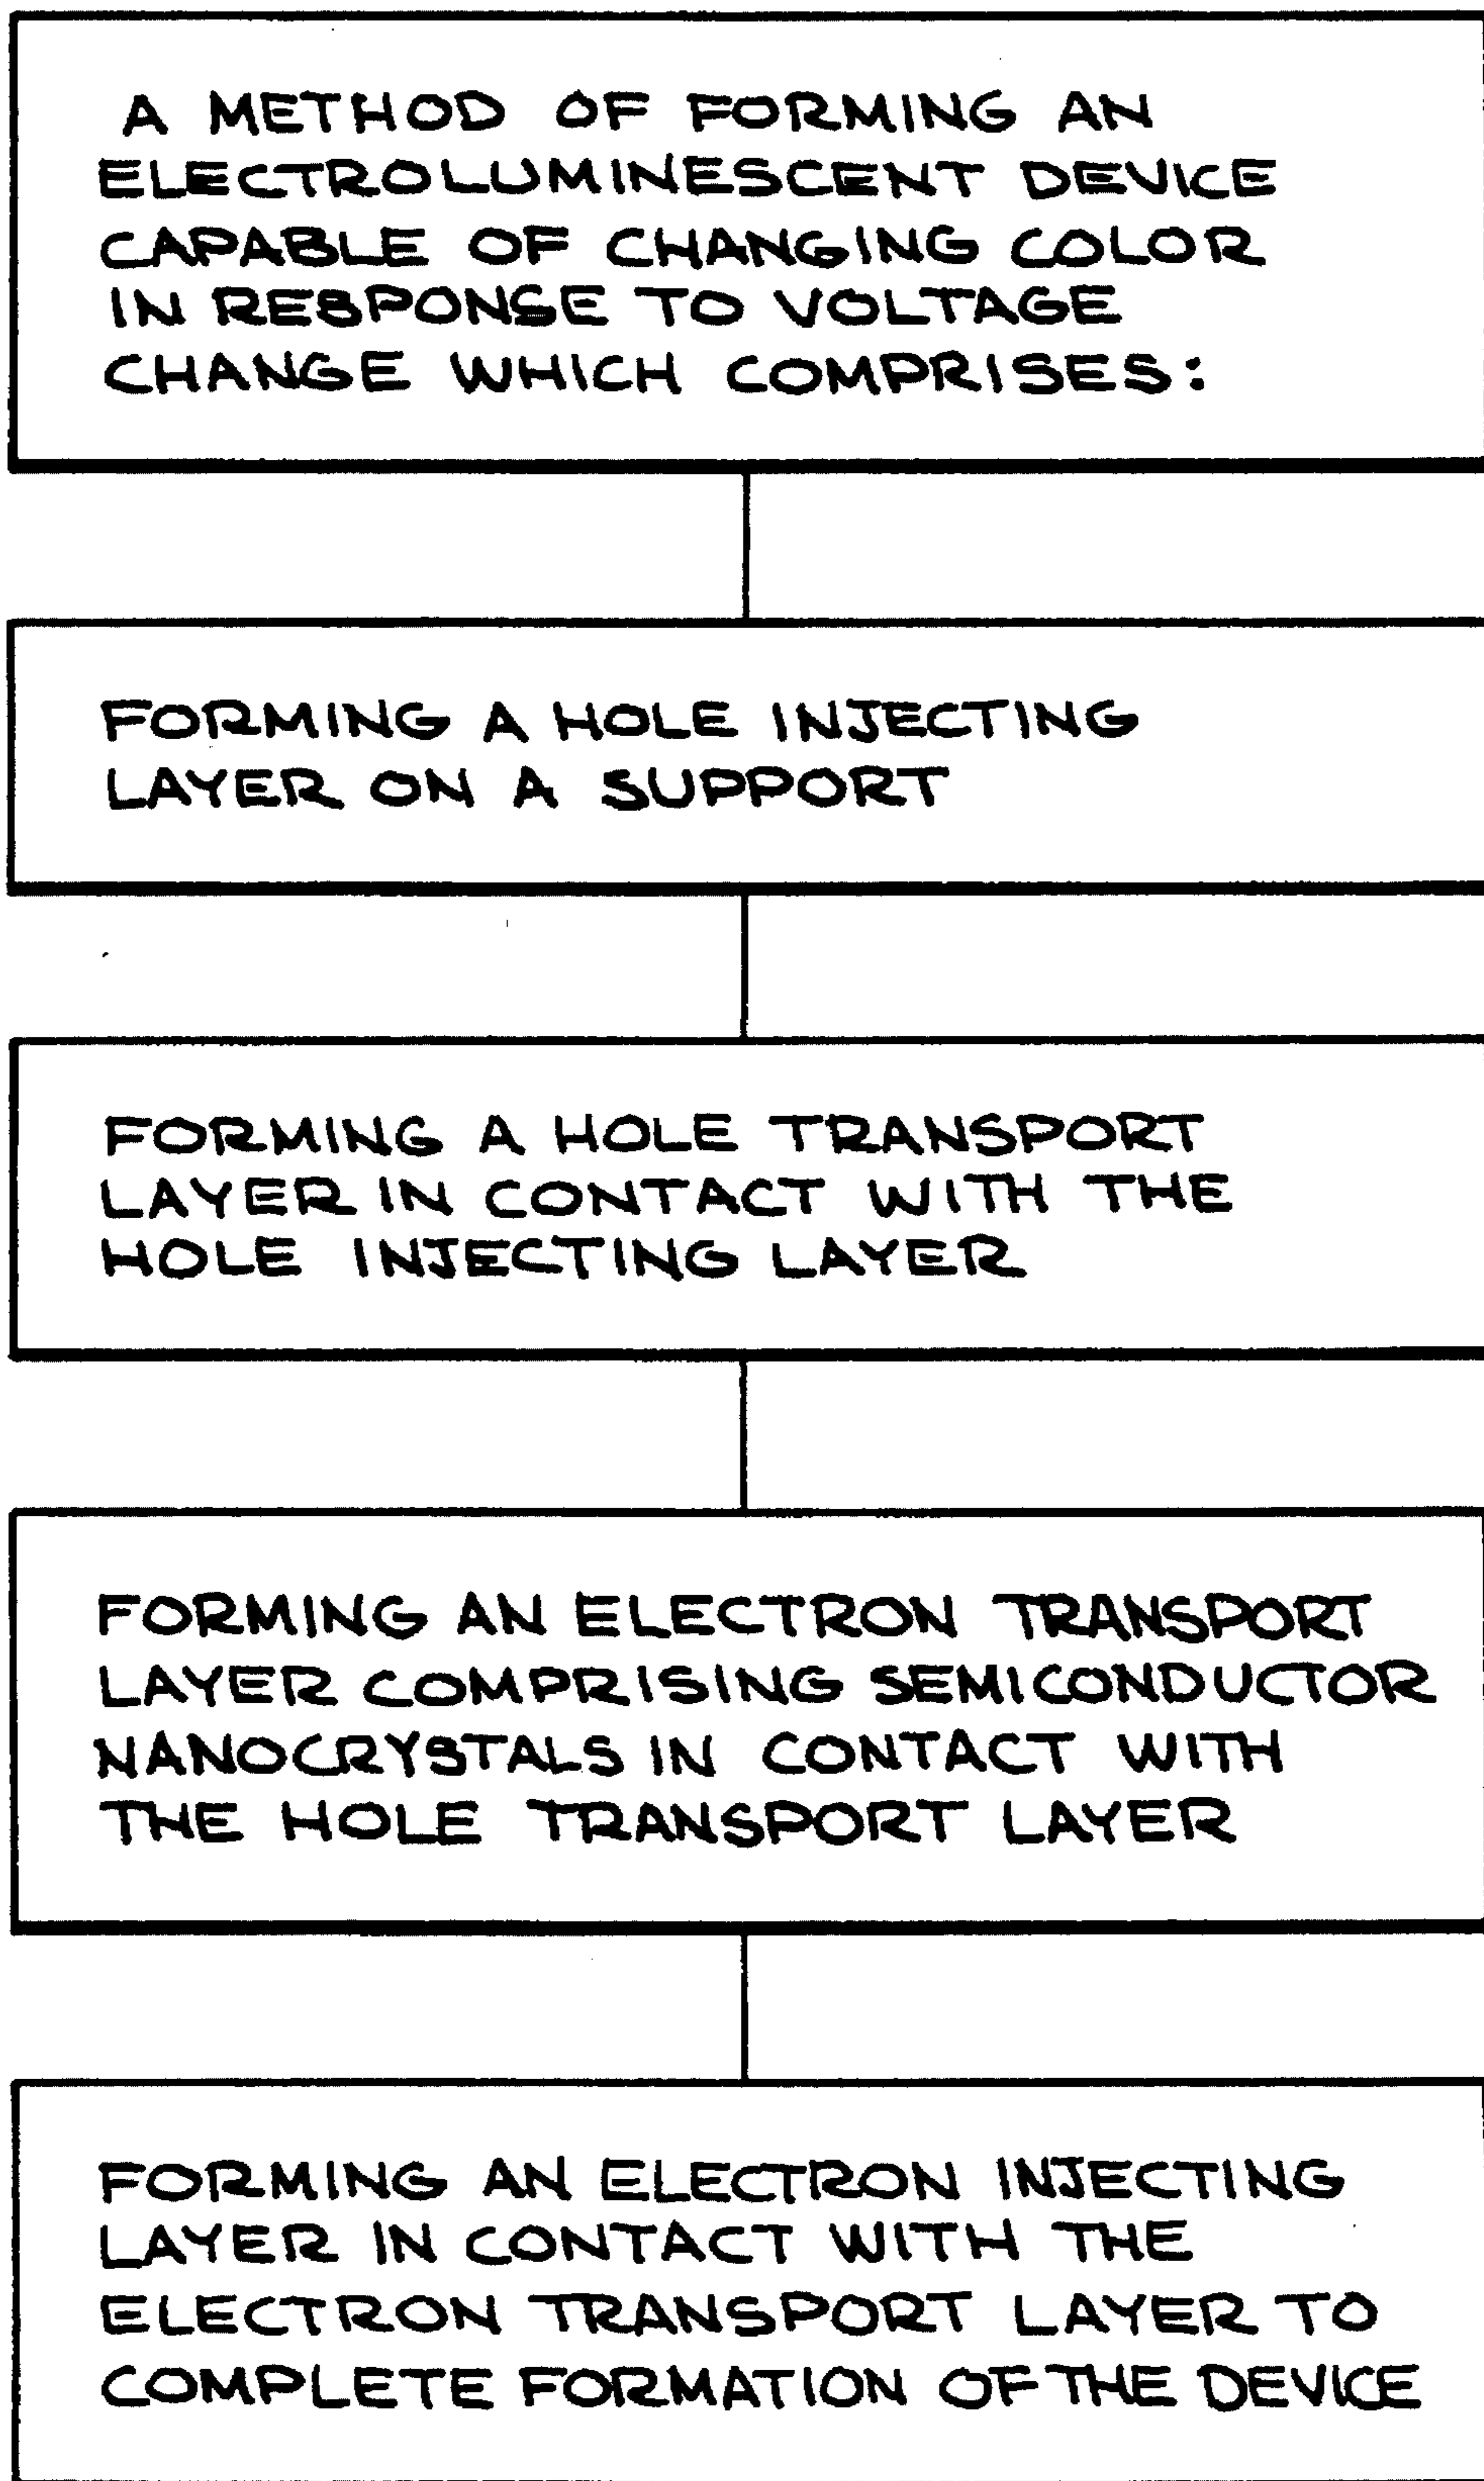 A METHOD OF FORMING AN
ELECTROLUMINESCENT DEVICE
CAPABLE OF CHANGING COLOR
IN RESPONSE TO VOLTAGE
CHANGE WHICH COMPRISES:
FORMING A HOLE INJECTING
LAYER ON A SUPPORT
FORMING A HOLE TRANSPORT
LAYER IN CONTACT WITH THE
HOLE INJECTING LAYER
FORMING AN ELECTRON TRANSPORT
LAYER COMPRISING SEMICONDUCTOR
NANOCRYSTALS IN CONTACT WITH
THE HOLE TRANSPORT LAYER
FORMING AN ELECTRON INJECTING
LAYER IN CONTACT WITH THE
ELECTRON TRANSPORT LAYER TO
COMPLETE FORMATION OF THE DEVICE